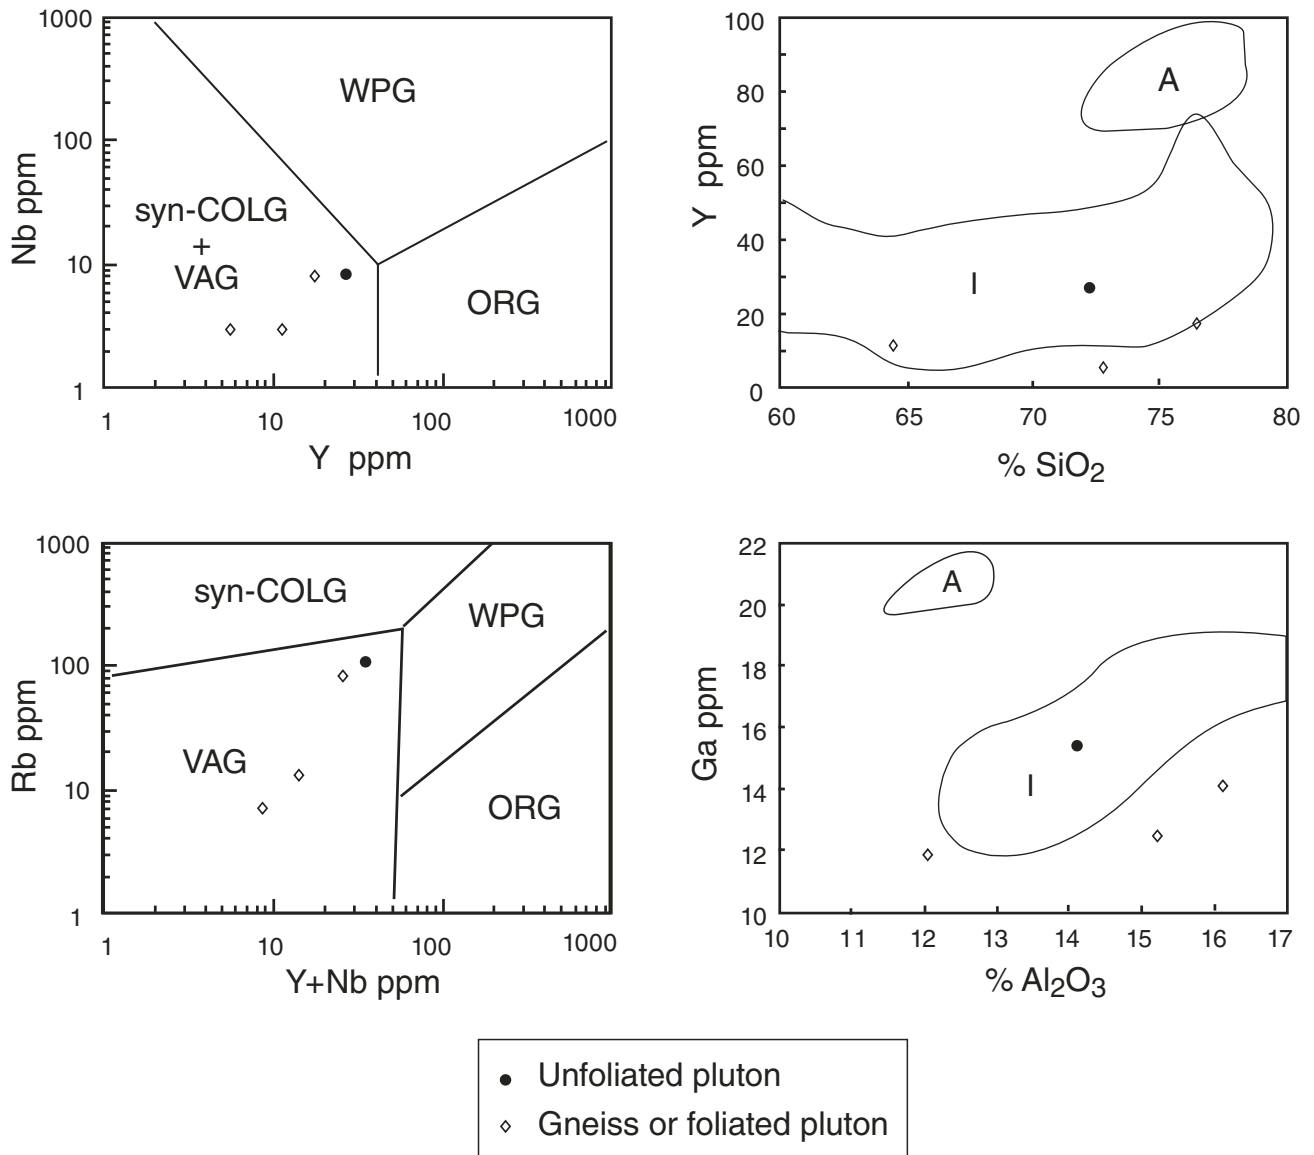 1000
100
10
1
Nb ppm
WPG
syn-COLG
+
VAG
ORG
1
10
100
1000
Y ppm
100
80
60
40
20
0
Y ppm
A
I
60
65
70
75
80
% SiO2
1000
100
10
1
Rb ppm
syn-COLG
WPG
VAG
ORG
1
10
100
1000
Y+Nb ppm
22
20
18
16
14
12
10
Ga ppm
A
I
10
11
12
13
14
15
16
17
% Al2O3
Unfoliated pluton
Gneiss or foliated pluton